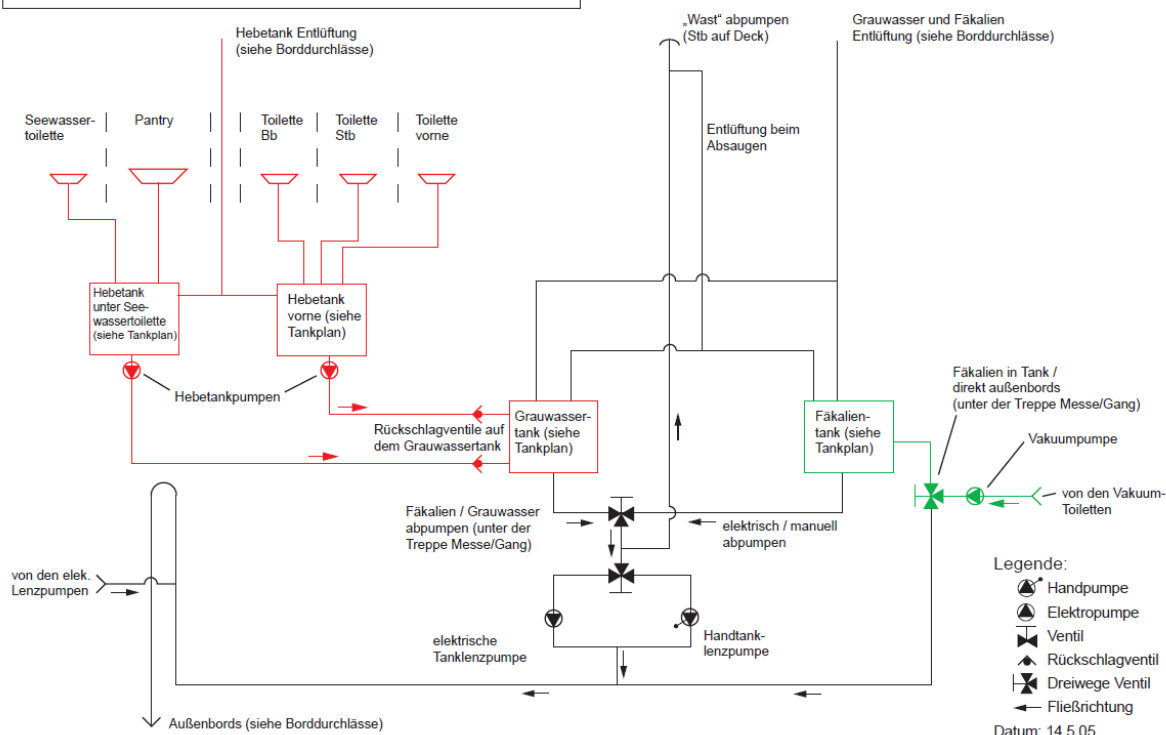 Hebetank Entlüftung
(siehe Borddurchlässe)
„Wast“ abpumpen
(Stb auf Deck)
Grauwasser und Fäkalien
Entlüftung (siehe Borddurchlässe)
Seewasser-
toilette
Pantry
Toilette
Bb
Toilette
Stb
Toilette
vorne
Entlüftung beim
Absaugen
Hebetank
unter See-
wassertoilette
(siehe Tankplan)
Hebetank
vorne (siehe
Tankplan)
Hebetankpumpen
Rückschlagventile auf
dem Grauwassertank
Grauwasser-
tank (siehe
Tankplan)
Fäkalien-
tank (siehe
Tankplan)
Fäkalien in Tank /
direkt außenbords
(unter der Treppe Messe/Gang)
Vakuumpumpe
von den Vakuum-
Toiletten
Fäkalien / Grauwasser
abpumpen (unter der
Treppe Messe/Gang)
elektrisch / manuell
abpumpen
von den elek.
Lenzpumpen
elektrische
Tanklenzpumpe
Handtank-
lenzpumpe
Außenbords (siehe Borddurchlässe)
Legende:
Handpumpe
Elektropumpe
Ventil
Rückschlagventil
Dreiwege Ventil
Fließrichtung
Datum: 14.5.05